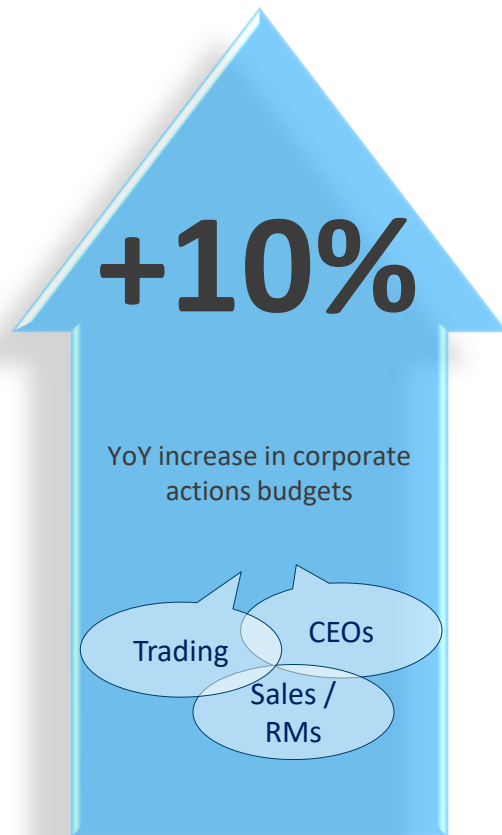 +10%
YoY increase in corporate
actions budgets
Trading
CEOs
Sales /
RMs